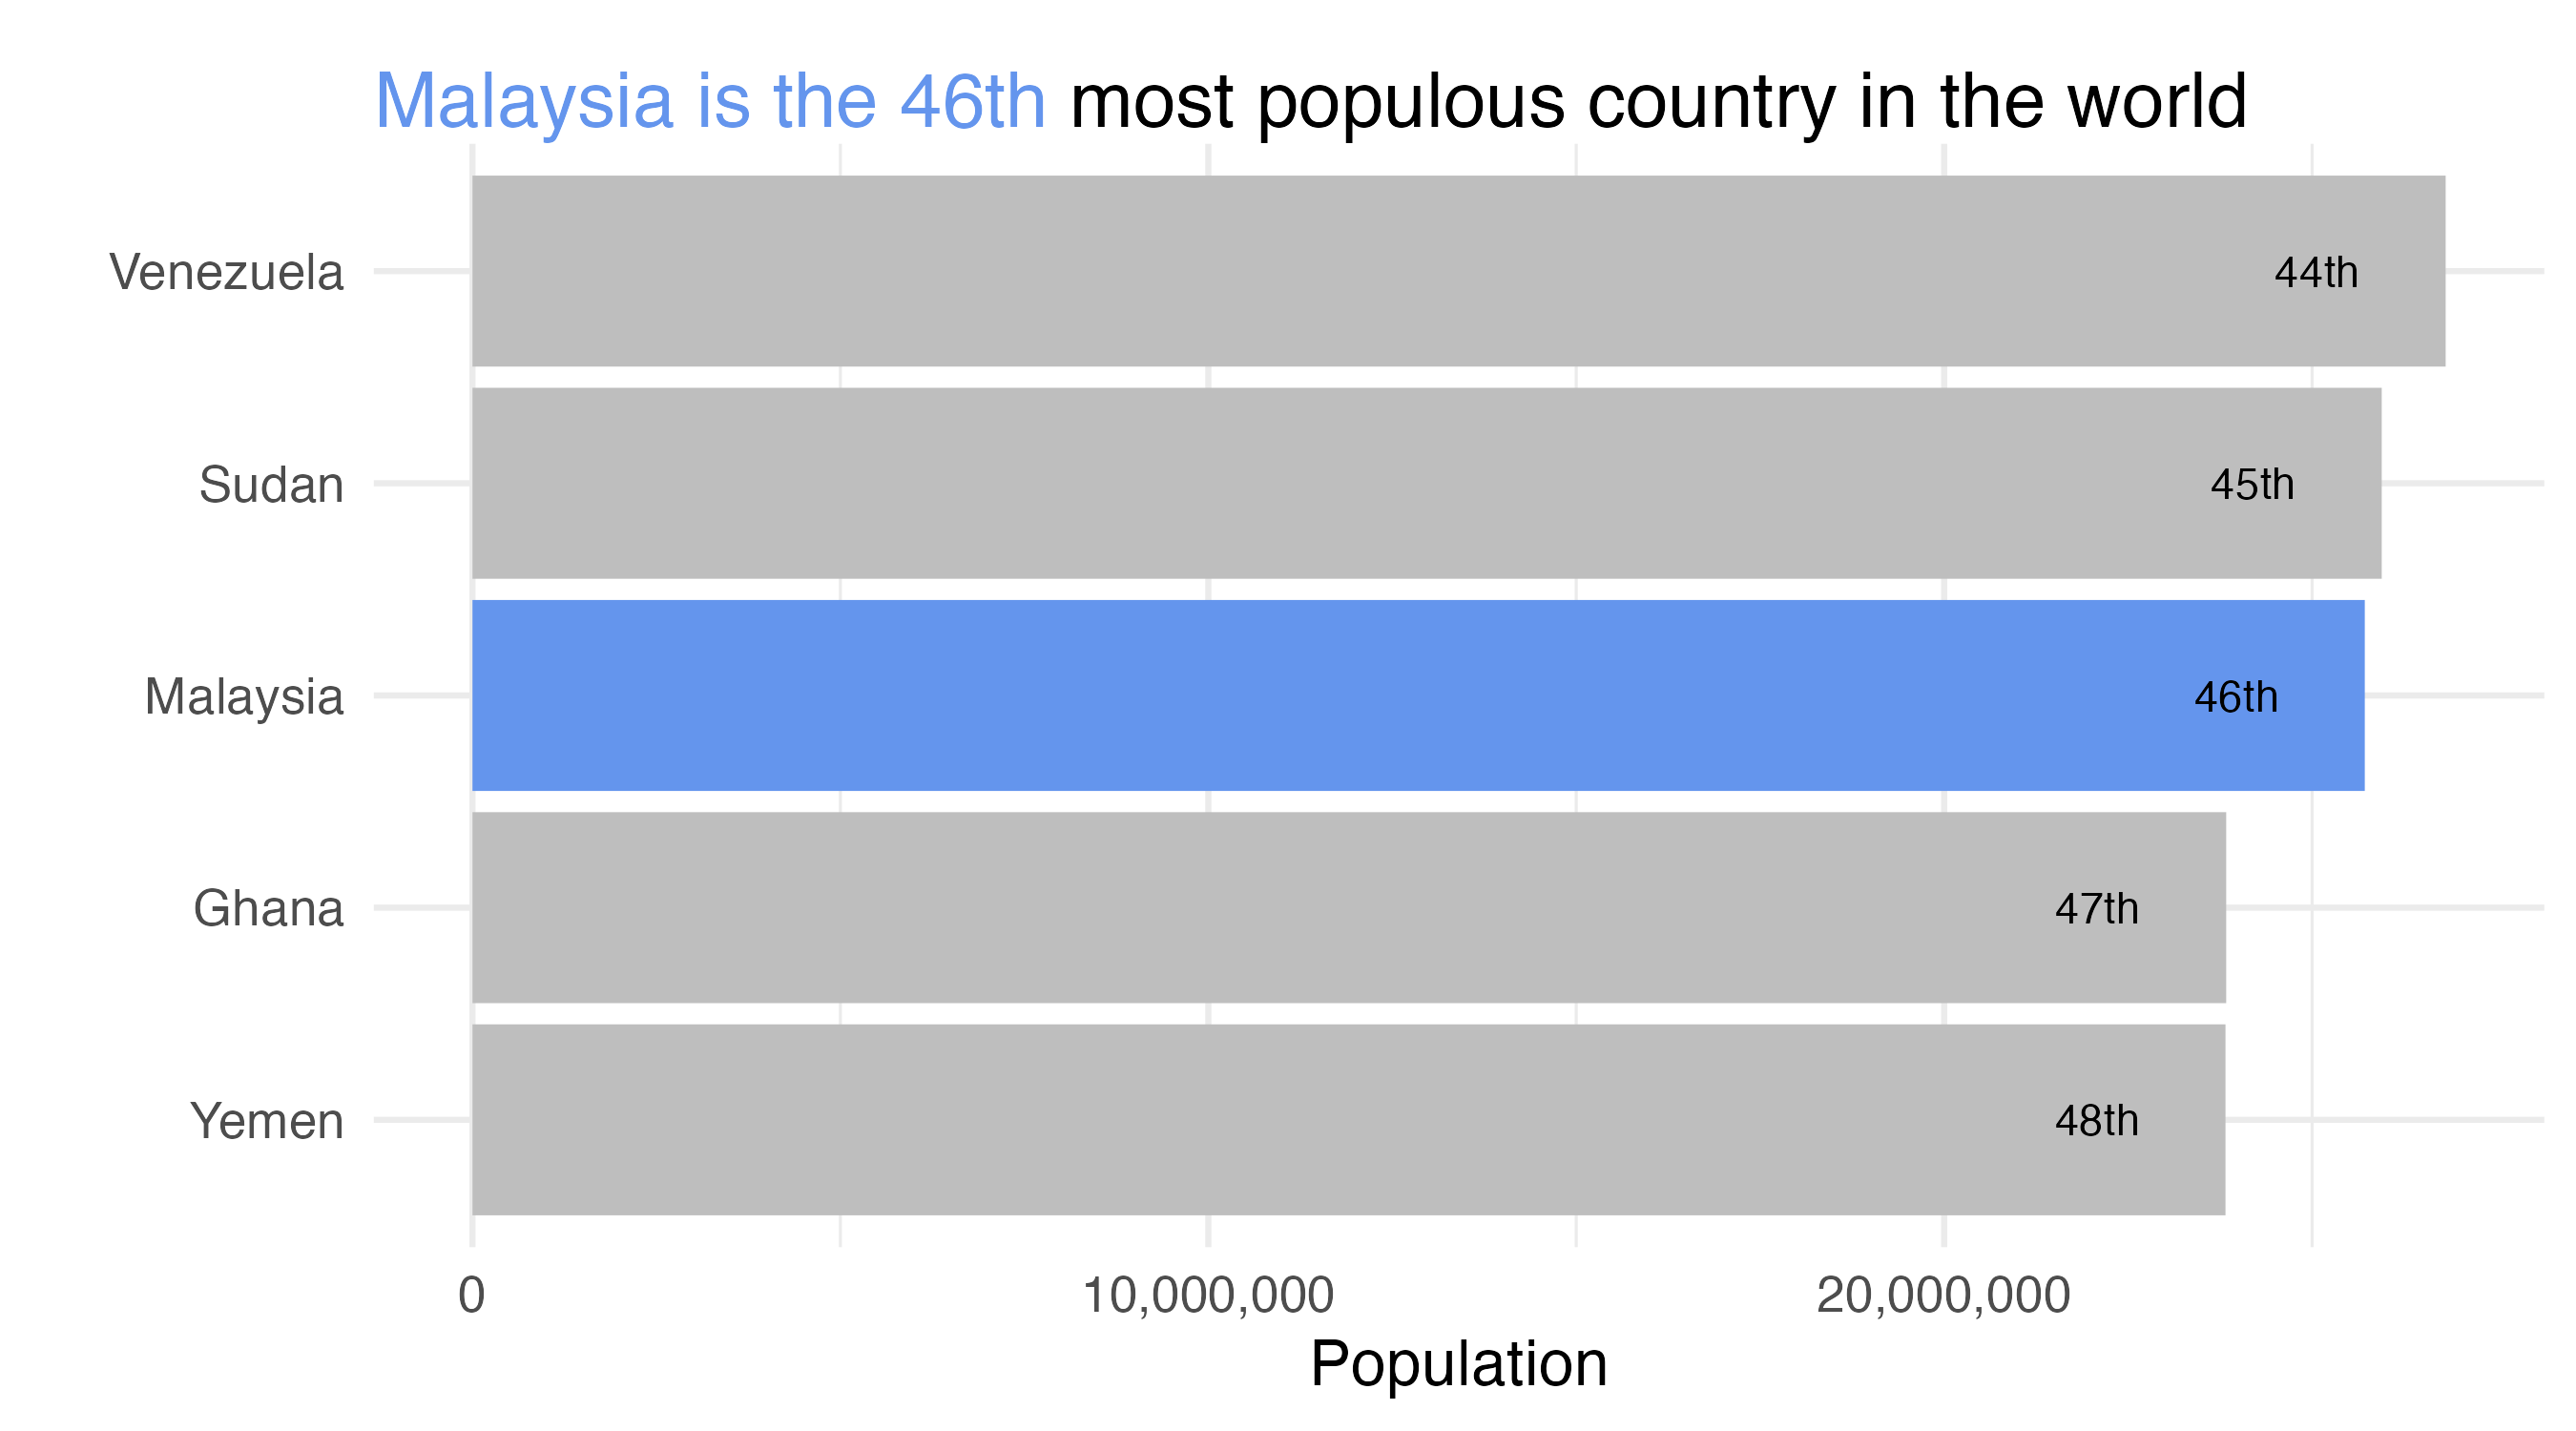 Malaysia is the 46th most populous country in the world
Venezuela 44th
Sudan 45th
Malaysia 46th
Ghana 47th
Yemen 48th
0 10,000,000 20,000,000
Population